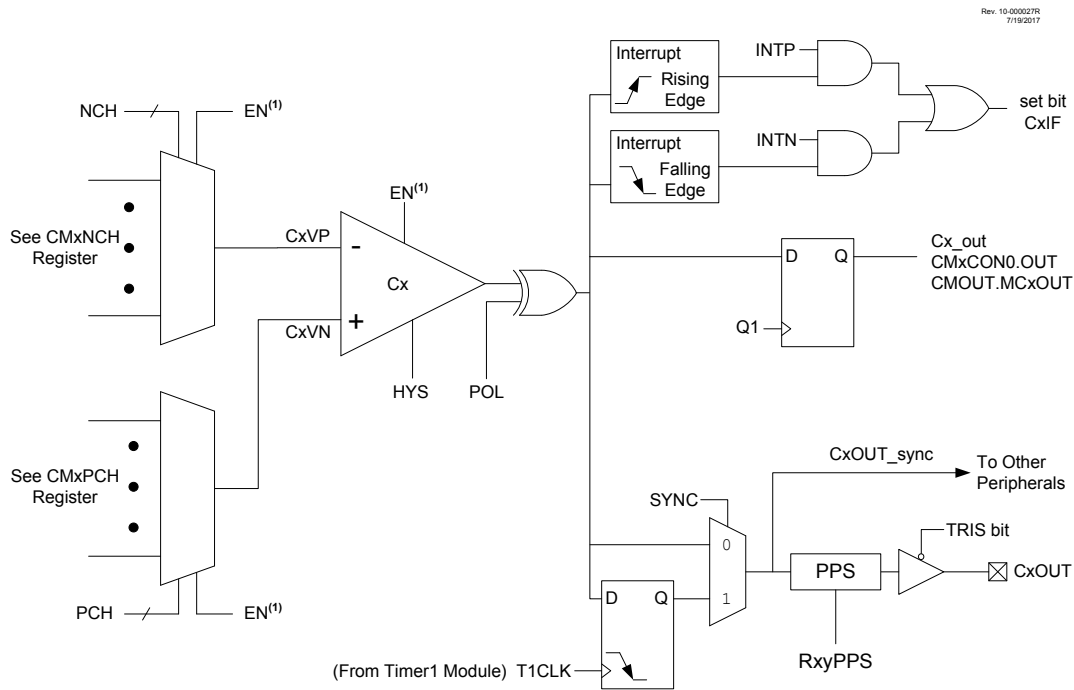 Rev. 10-000027R
7/19/2017
Interrupt
Rising
Edge
INTP
set bit
CxIF
Interrupt
Falling
Edge
INTN
NCH
EN(1)
See CMxNCH
Register
CxVP
-
EN(1)
Cx
CxVN
+
HYS
POL
D Q
Q1
Cx_out
CMxCON0.OUT
CMOUT.MCxOUT
See CMxPCH
Register
PCH
EN(1)
CxOUT_sync
To Other
Peripherals
SYNC
0
1
TRIS bit
PPS
CxOUT
RxyPPS
D Q
(From Timer1 Module) T1CLK